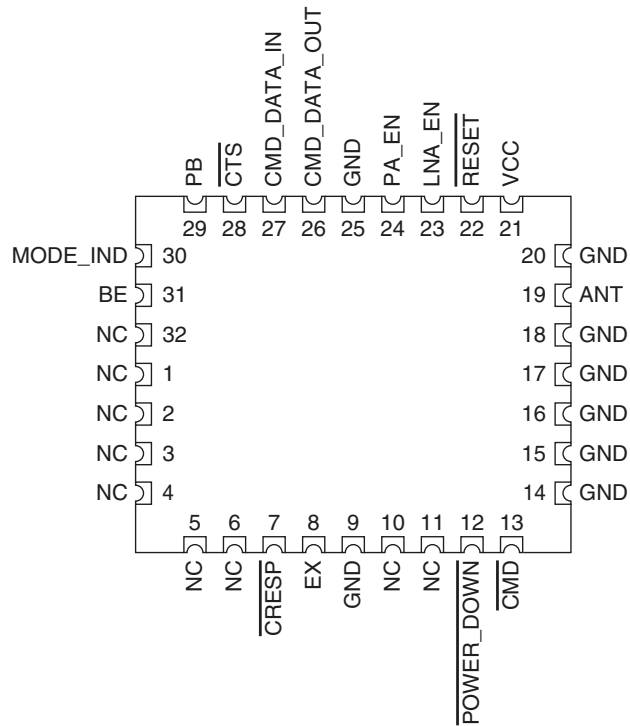 PB
CTS
CMD_DATA_IN
CMD_DATA_OUT
GND
PA_EN
LNA_EN
RESET
VCC
29 28 27 26 25 24 23 22 21
MODE_IND 30
BE 31
NC 32
NC 1
NC 2
NC 3
NC 4
20 GND
19 ANT
18 GND
17 GND
16 GND
15 GND
14 GND
5 6 7 8 9 10 11 12 13
NC
NC
CRESP
EX
GND
NC
NC
POWER_DOWN
CMD